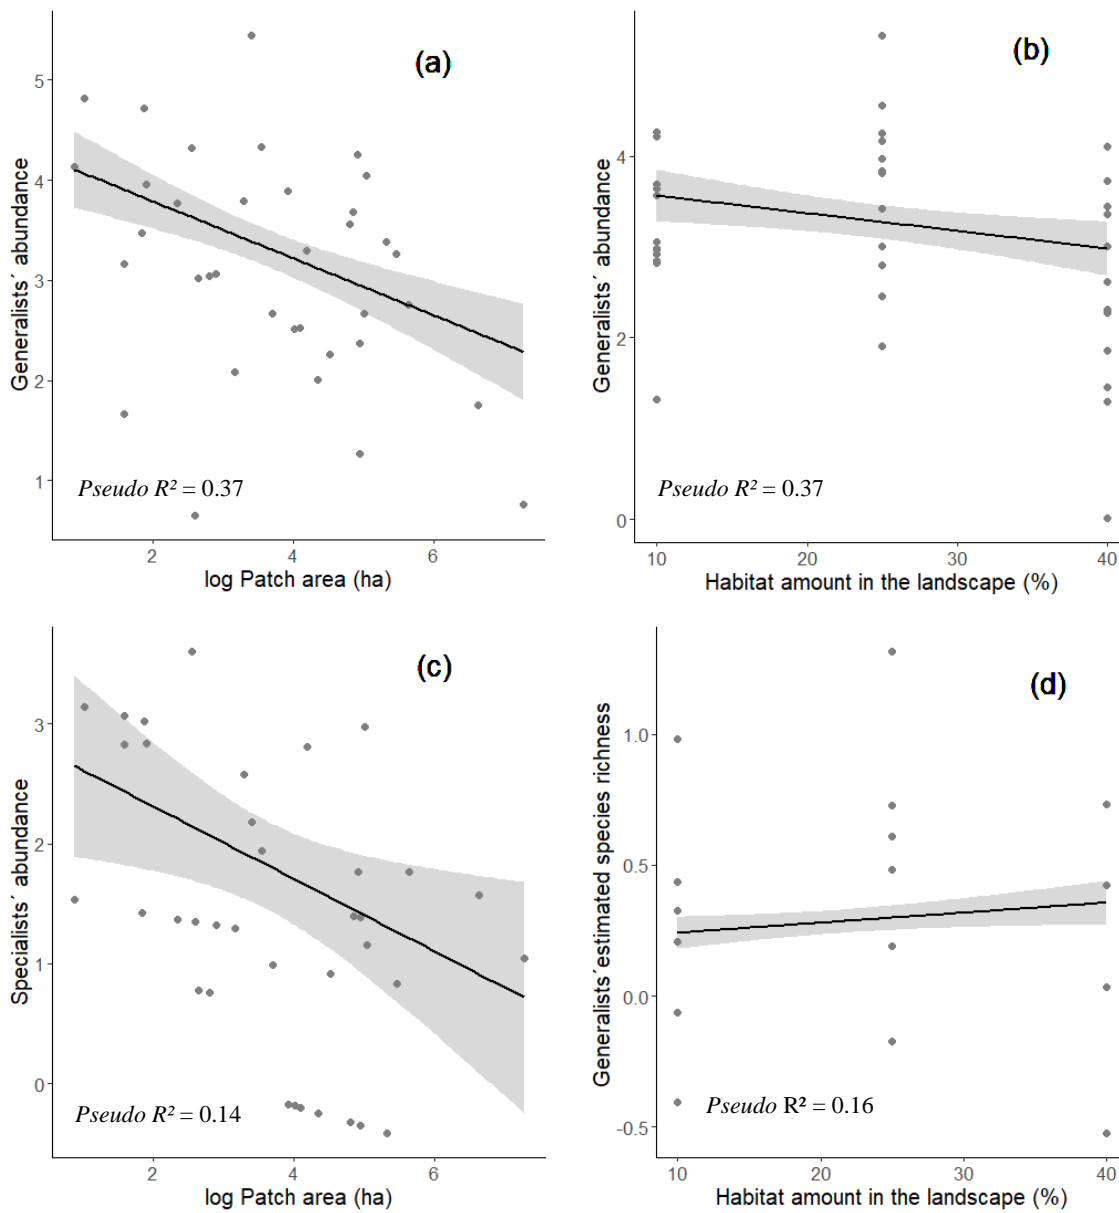 (a)
Generalists´ abundance
5
4
3
2
1
Pseudo R² = 0.37
2 4 6
log Patch area (ha)
(b)
Generalists´ abundance
4
2
0
Pseudo R² = 0.37
10 20 30 40
Habitat amount in the landscape (%)
(c)
Specialists´ abundance
3
2
1
0
Pseudo R² = 0.14
2 4 6
log Patch area (ha)
(d)
Generalists´estimated species richness
1.0
0.5
0.0
-0.5
Pseudo R² = 0.16
10 20 30 40
Habitat amount in the landscape (%)